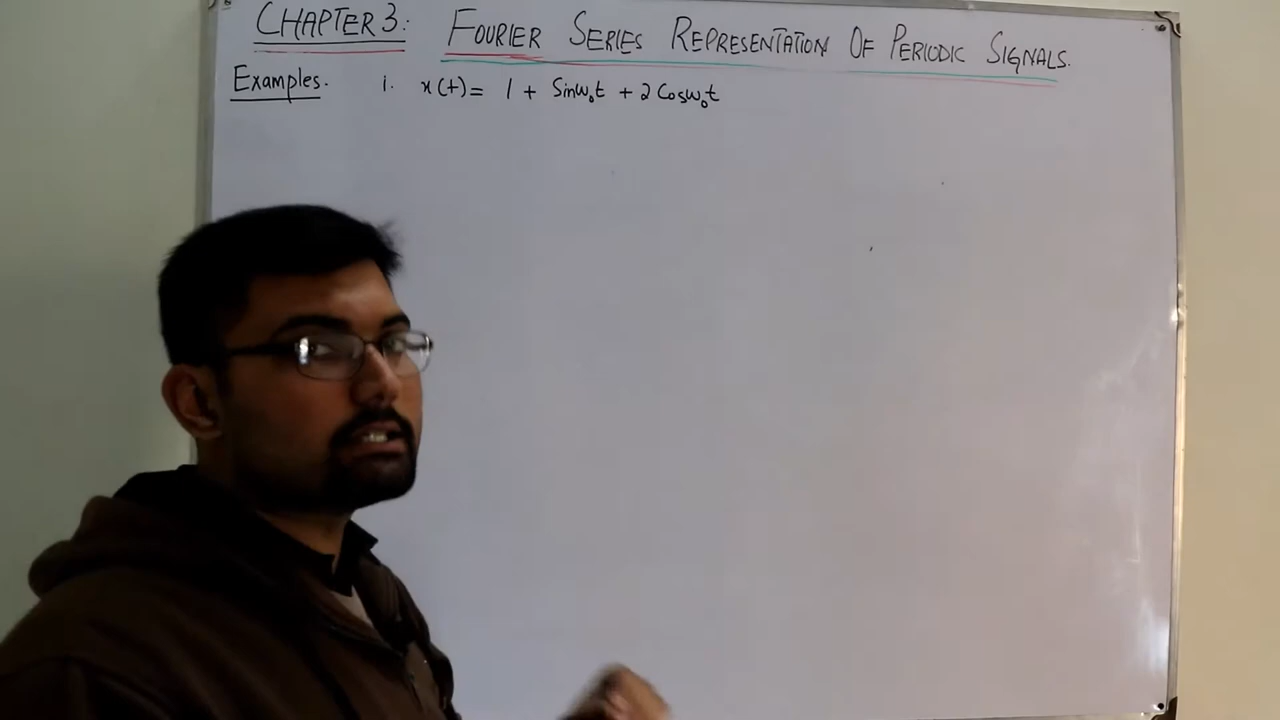 CHAPTER 3: FOURIER SERIES REPRESENTATION OF PERIODIC SIGNALS.
Examples. i. x(t) = 1 + Sinω₀t + 2 Cosω₀t